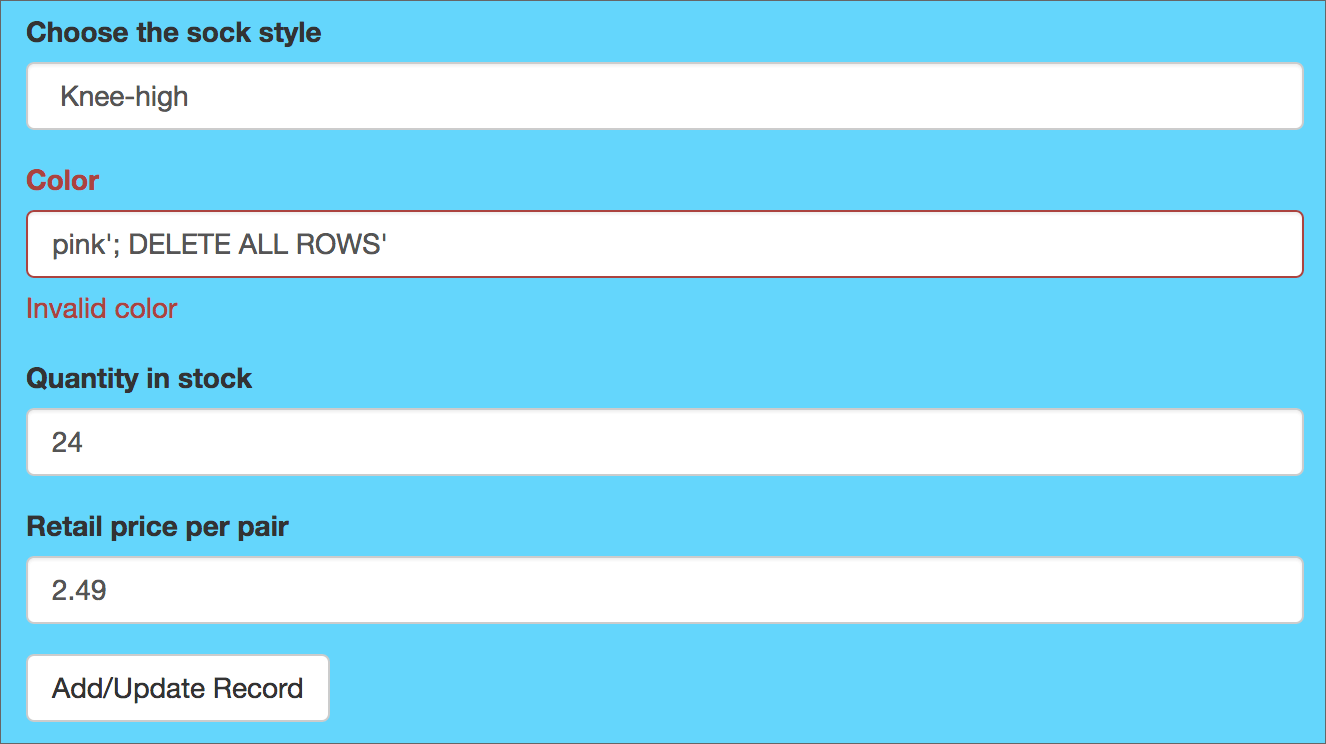 Choose the sock style
Knee-high
Color
pink'; DELETE ALL ROWS'
Invalid color
Quantity in stock
24
Retail price per pair
2.49
Add/Update Record